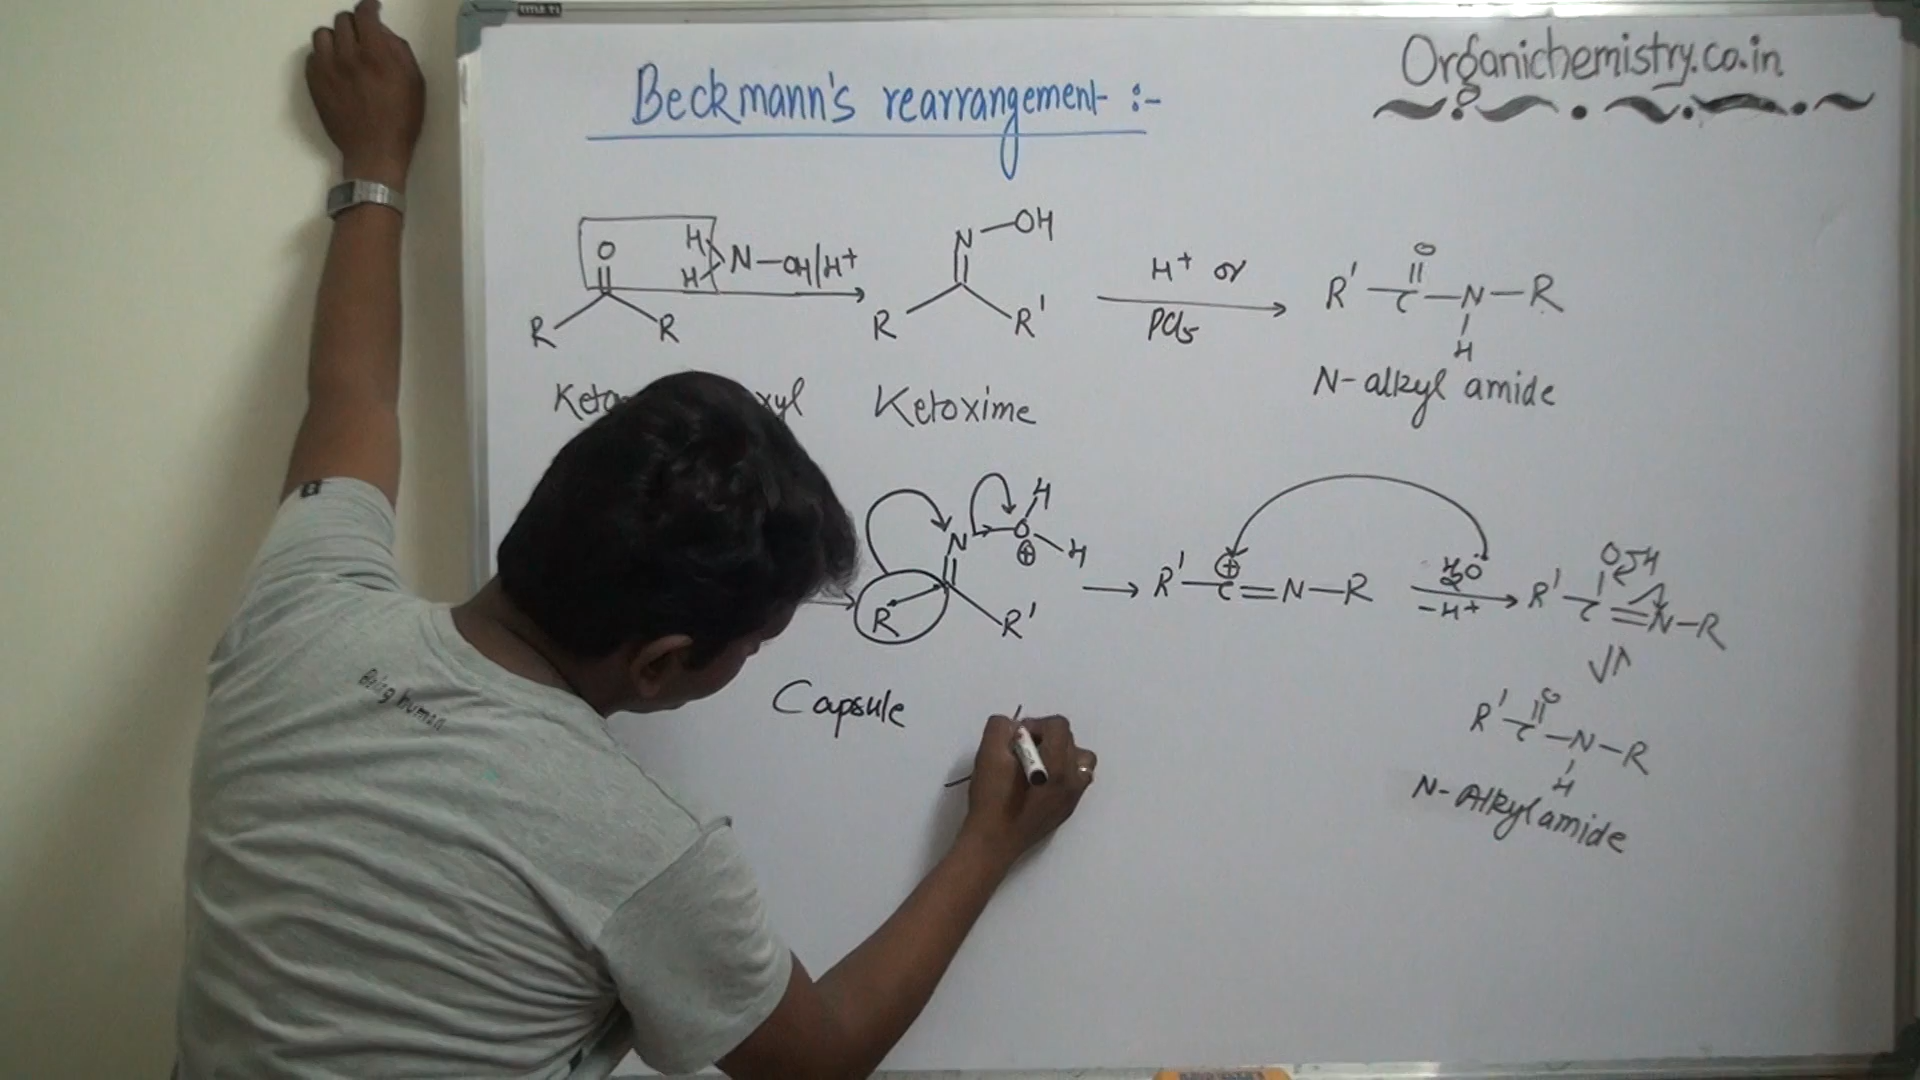 Organichemistry.co.in
Beckmann's rearrangement :-
O H H N-OH/H+ R R
N-OH R R'
H+ or PCl5
R'-C-N-R O H
Ketoxime
N-alkyl amide
N O H H ⊕ R R'
R'-C=N-R ⊕
H2O
-H+
R'-C=N-R OH
R'-C-N-R O H
N-Alkylamide
Capsule
Being human